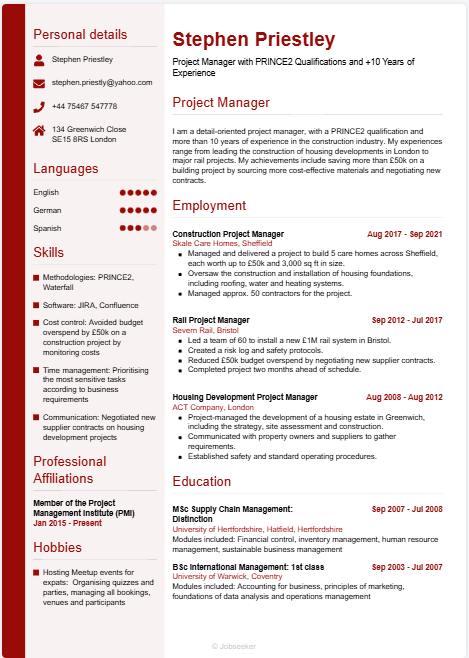 Personal details
Stephen Priestley
stephen.priestly@yahoo.com
+44 75467 547778
134 Greenwich Close
SE15 8RS London
Languages
English
German
Spanish
Skills
Methodologies: PRINCE2,
Waterfall
Software: JIRA, Confluence
Cost control: Avoided budget
overspend by £50k on a
construction project by
monitoring costs
Time management: Prioritising
the most sensitive tasks
according to business
requirements
Communication: Negotiated new
supplier contracts on housing
development projects
Professional
Affiliations
Member of the Project
Management Institute (PMI)
Jan 2015 - Present
Hobbies
Hosting Meetup events for
expats: Organising quizzes and
parties, managing all bookings,
venues and participants
Stephen Priestley
Project Manager with PRINCE2 Qualifications and +10 Years of
Experience
Project Manager
I am a detail-oriented project manager, with a PRINCE2 qualification and
more than 10 years of experience in the construction industry. My experiences
range from leading the construction of housing developments in London to
major rail projects. My achievements include saving more than £50k on a
building project by sourcing more cost-effective materials and negotiating new
contracts.
Employment
Construction Project Manager Aug 2017 - Sep 2021
Skale Care Homes, Sheffield
Managed and delivered a project to build 5 care homes across Sheffield,
each worth up to £50k and 3,000 sq ft in size.
Oversaw the construction and installation of housing foundations,
including roofing, water and heating systems.
Managed approx. 50 contractors for the project.
Rail Project Manager Sep 2012 - Jul 2017
Severn Rail, Bristol
Led a team of 60 to install a new £1M rail system in Bristol.
Created a risk log and safety protocols.
Reduced £50k budget overspend by negotiating new supplier contracts.
Completed project two months ahead of schedule.
Housing Development Project Manager Aug 2008 - Aug 2012
ACT Company, London
Project-managed the development of a housing estate in Greenwich,
including the strategy, site assessment and construction.
Communicated with property owners and suppliers to gather
requirements.
Established safety and standard operating procedures.
Education
MSc Supply Chain Management: Sep 2007 - Jul 2008
Distinction
University of Hertfordshire, Hatfield, Hertfordshire
Modules included: Financial control, inventory management, human resource
management, sustainable business management
BSc International Management: 1st class Sep 2003 - Jul 2007
University of Warwick, Coventry
Modules included: Accounting for business, principles of marketing,
foundations of data analysis and operations management
© Jobseeker